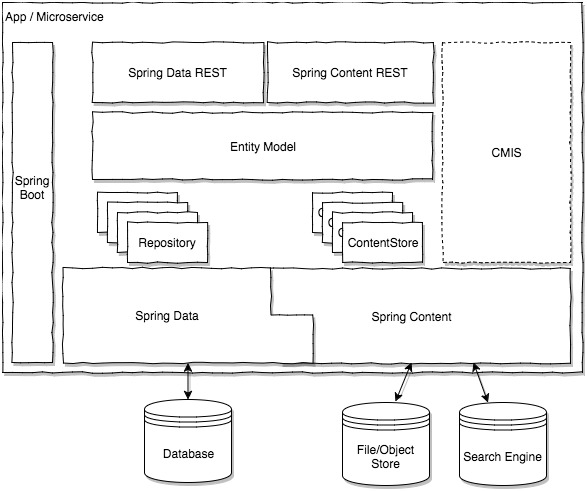 App / Microservice
Spring Data REST
Spring Content REST
Entity Model
CMIS
Spring
Boot
Repository
ContentStore
Spring Data
Spring Content
Database
File/Object
Store
Search Engine